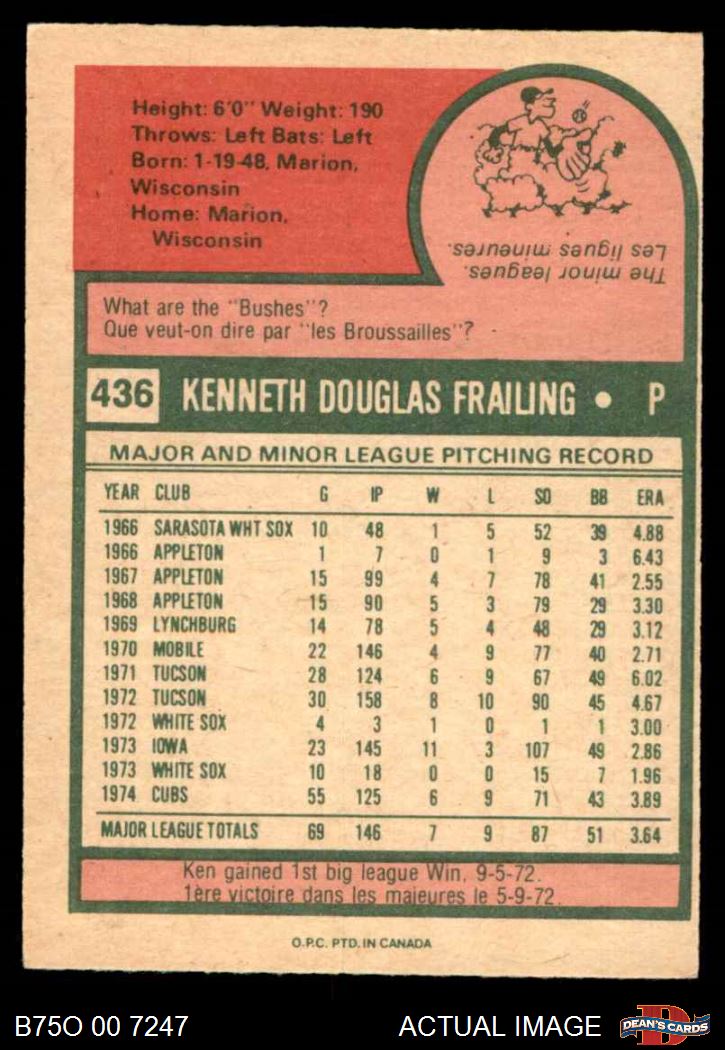 Height: 6'0" Weight: 190
Throws: Left Bats: Left
Born: 1-19-48, Marion,
Wisconsin
Home: Marion,
Wisconsin
The minor leagues.
Les ligues mineures.
What are the "Bushes"?
Que veut-on dire par "les Broussailles"?
436 KENNETH DOUGLAS FRAILING • P
MAJOR AND MINOR LEAGUE PITCHING RECORD
YEAR CLUB G IP W L SO BB ERA
1966 SARASOTA WHT SOX 10 48 1 5 52 39 4.88
1966 APPLETON 1 7 0 1 9 3 6.43
1967 APPLETON 15 99 4 7 78 41 2.55
1968 APPLETON 15 90 5 3 79 29 3.30
1969 LYNCHBURG 14 78 5 4 48 29 3.12
1970 MOBILE 22 146 4 9 77 40 2.71
1971 TUCSON 28 124 6 9 67 49 6.02
1972 TUCSON 30 158 8 10 90 45 4.67
1972 WHITE SOX 4 3 1 0 1 1 3.00
1973 IOWA 23 145 11 3 107 49 2.86
1973 WHITE SOX 10 18 0 0 15 7 1.96
1974 CUBS 55 125 6 9 71 43 3.89
MAJOR LEAGUE TOTALS 69 146 7 9 87 51 3.64
Ken gained 1st big league Win, 9-5-72.
1ère victoire dans les majeures le 5-9-72.
O.P.C. PTD. IN CANADA
B75O 00 7247 ACTUAL IMAGE D DEAN'S CARDS